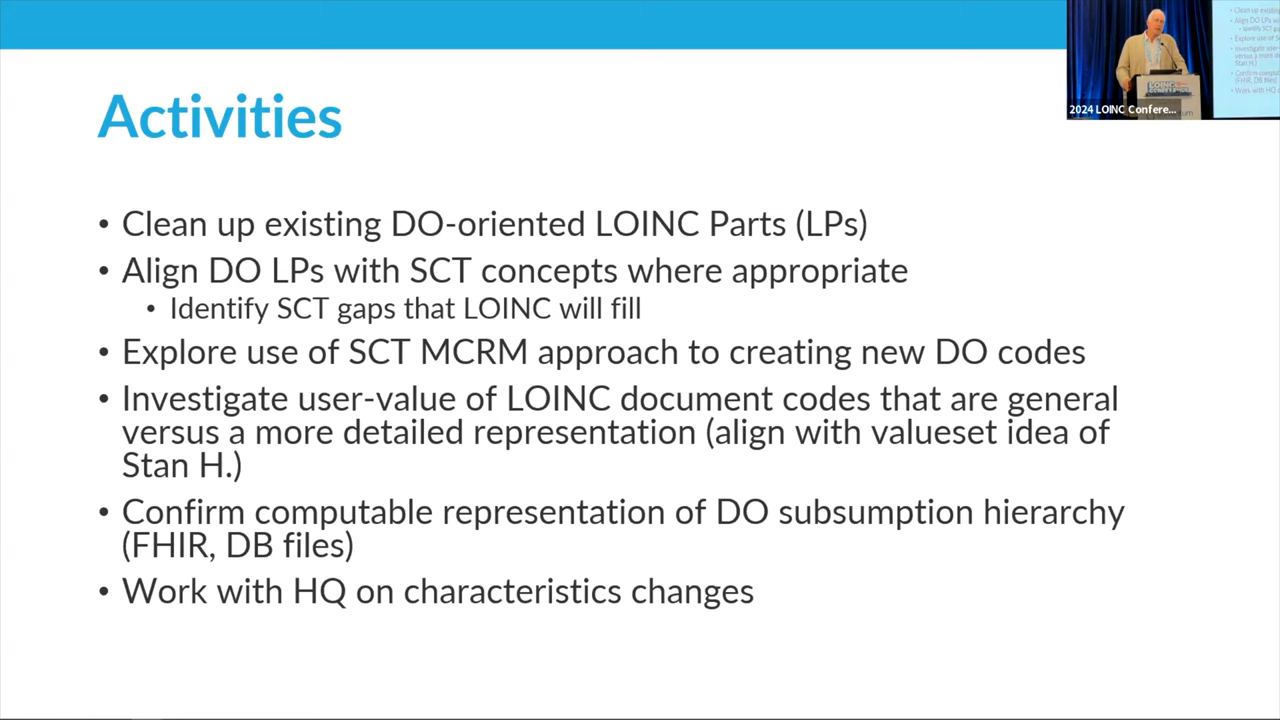 Activities
• Clean up existing DO-oriented LOINC Parts (LPs)
• Align DO LPs with SCT concepts where appropriate
• Identify SCT gaps that LOINC will fill
• Explore use of SCT MCRM approach to creating new DO codes
• Investigate user-value of LOINC document codes that are general
versus a more detailed representation (align with valueset idea of
Stan H.)
• Confirm computable representation of DO subsumption hierarchy
(FHIR, DB files)
• Work with HQ on characteristics changes
2024 LOINC Confere...